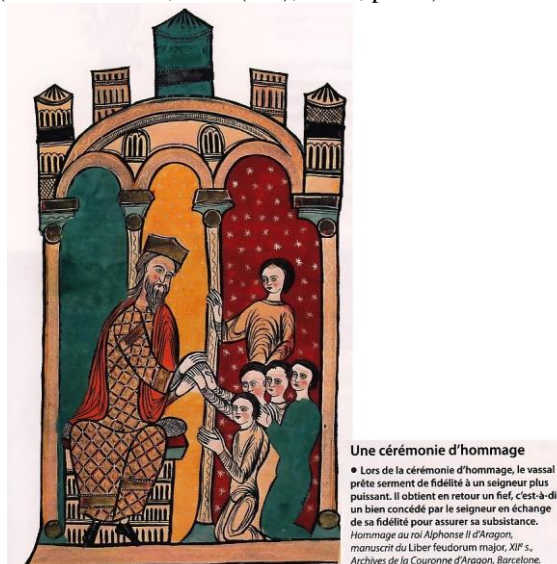 Une cérémonie d'hommage
● Lors de la cérémonie d'hommage, le vassal
prête serment de fidélité à un seigneur plus
puissant. Il obtient en retour un fief, c'est-à-di
un bien concédé par le seigneur en échange
de sa fidélité pour assurer sa subsistance.
Hommage au roi Alphonse II d'Aragon,
manuscrit du Liber feudorum major, XIIᵉ s.,
Archives de la Couronne d'Aragon, Barcelone.